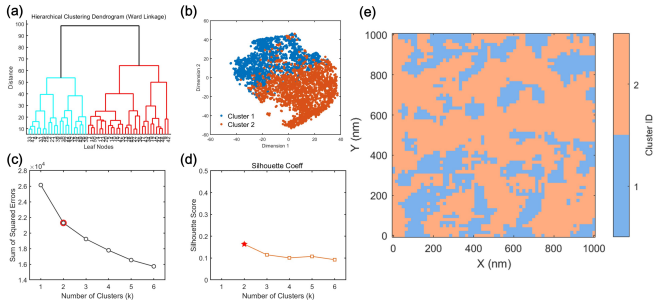 (a)
Hierarchical Clustering Dendrogram (Ward Linkage)
100
90
80
70
60
50
40
30
20
10
Distance
Leaf Nodes
(b)
60
40
20
0
-20
-40
-60
Dimension 2
Cluster 1
Cluster 2
-60
-40
-20
0
20
40
60
Dimension 1
(c)
2.8 ×10⁴
2.6
2.4
2.2
2
1.8
1.6
1.4
Sum of Squared Errors
1 2 3 4 5 6
Number of Clusters (k)
(d)
Silhouette Coeff
0.5
0.4
0.3
0.2
0.1
0
Silhouette Score
1 2 3 4 5 6
Number of Clusters (k)
(e)
1000
800
600
400
200
0
Y (nm)
0 200 400 600 800 1000
X (nm)
2
1
Cluster ID